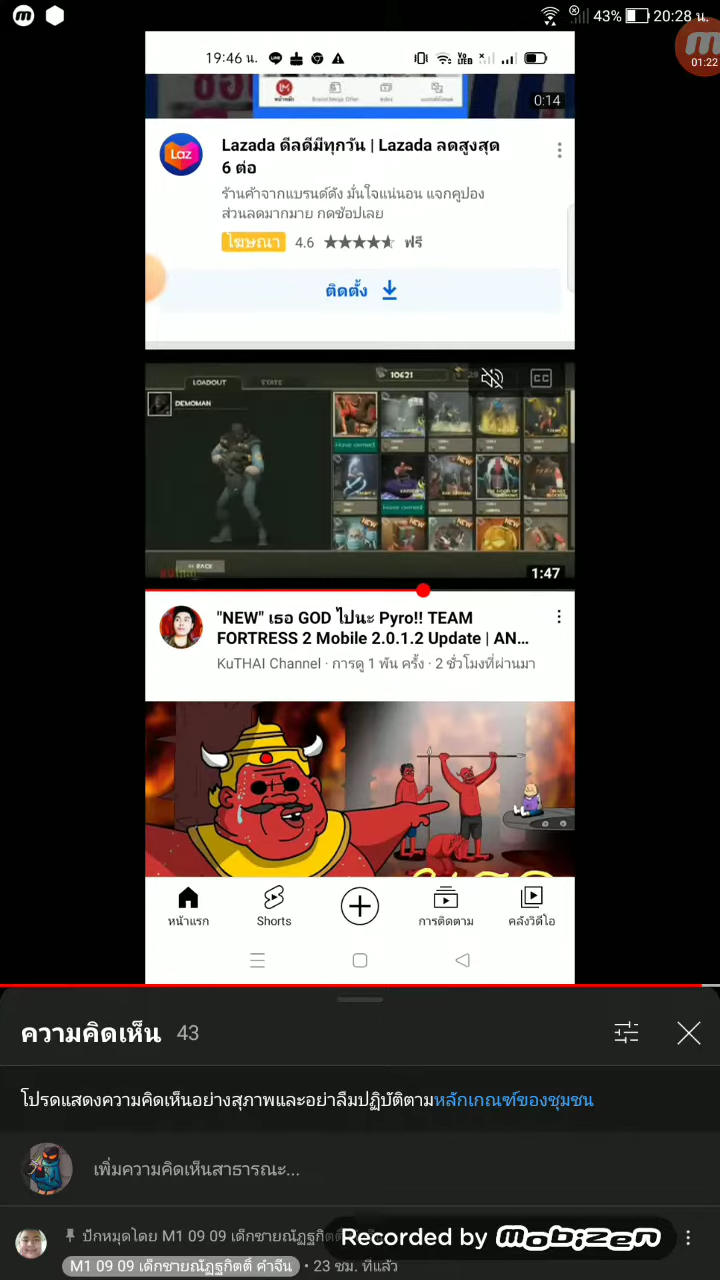 43% 20:28 น.
01:22
19:46 น.
0:14
Lazada ดีลดีมีทุกวัน | Lazada ลดสูงสุด
6 ต่อ
ร้านค้าจากแบรนด์ดัง มั่นใจแน่นอน แจกคูปอง
ส่วนลดมากมาย กดช้อปเลย
โฆษณา 4.6 ฟรี
ติดตั้ง
LOADOUT STATS 10621
CC
DEMOMAN
<< BACK
1:47
"NEW" เธอ GOD ไปนะ Pyro!! TEAM
FORTRESS 2 Mobile 2.0.1.2 Update | AN...
KuTHAI Channel · การดู 1 พัน ครั้ง · 2 ชั่วโมงที่ผ่านมา
หน้าแรก Shorts การติดตาม คลังวิดีโอ
ความคิดเห็น 43
โปรดแสดงความคิดเห็นอย่างสุภาพและอย่าลืมปฏิบัติตามหลักเกณฑ์ของชุมชน
เพิ่มความคิดเห็นสาธารณะ...
ปักหมุดโดย M1 09 09 เด็กชายณัฏฐกิตติ์
Recorded by Mobizen
M1 09 09 เด็กชายณัฏฐกิตติ์ คำจีน • 23 ชม. ที่แล้ว